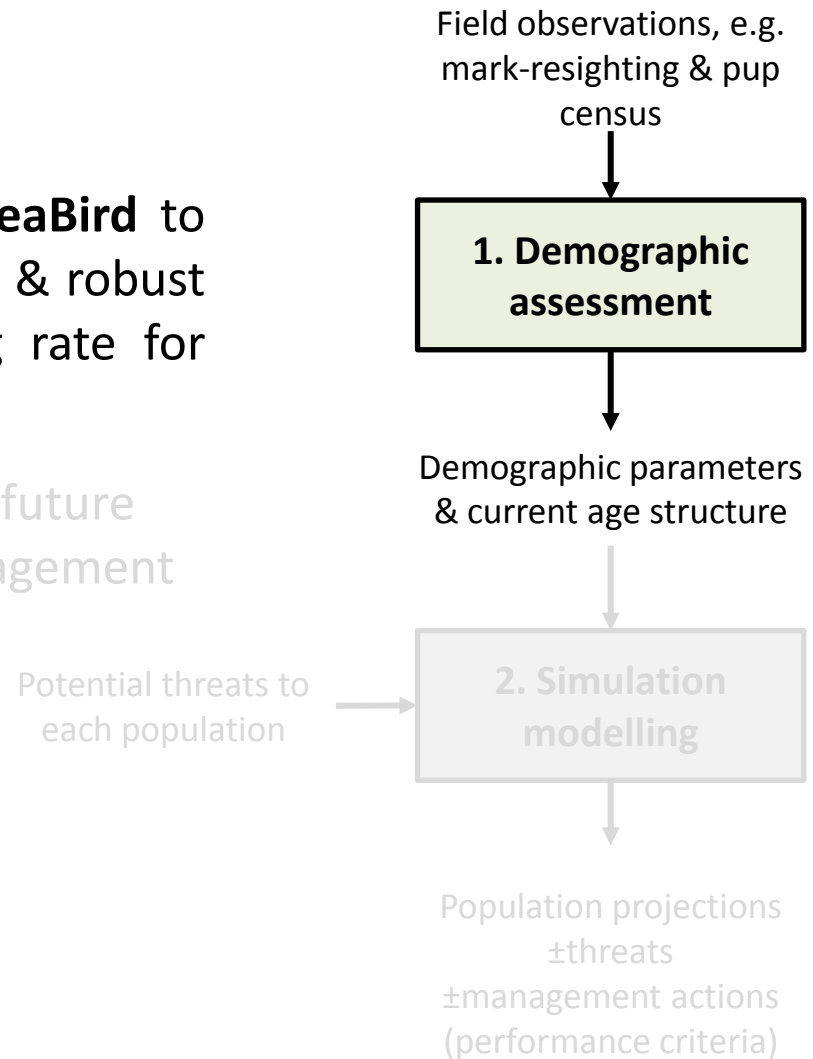 Field observations, e.g.
mark-resighting & pup
census
eaBird to
& robust
rate for
1. Demographic
assessment
Demographic parameters
& current age structure
future
agement
Potential threats to
each population
2. Simulation
modelling
Population projections
±threats
±management actions
(performance criteria)